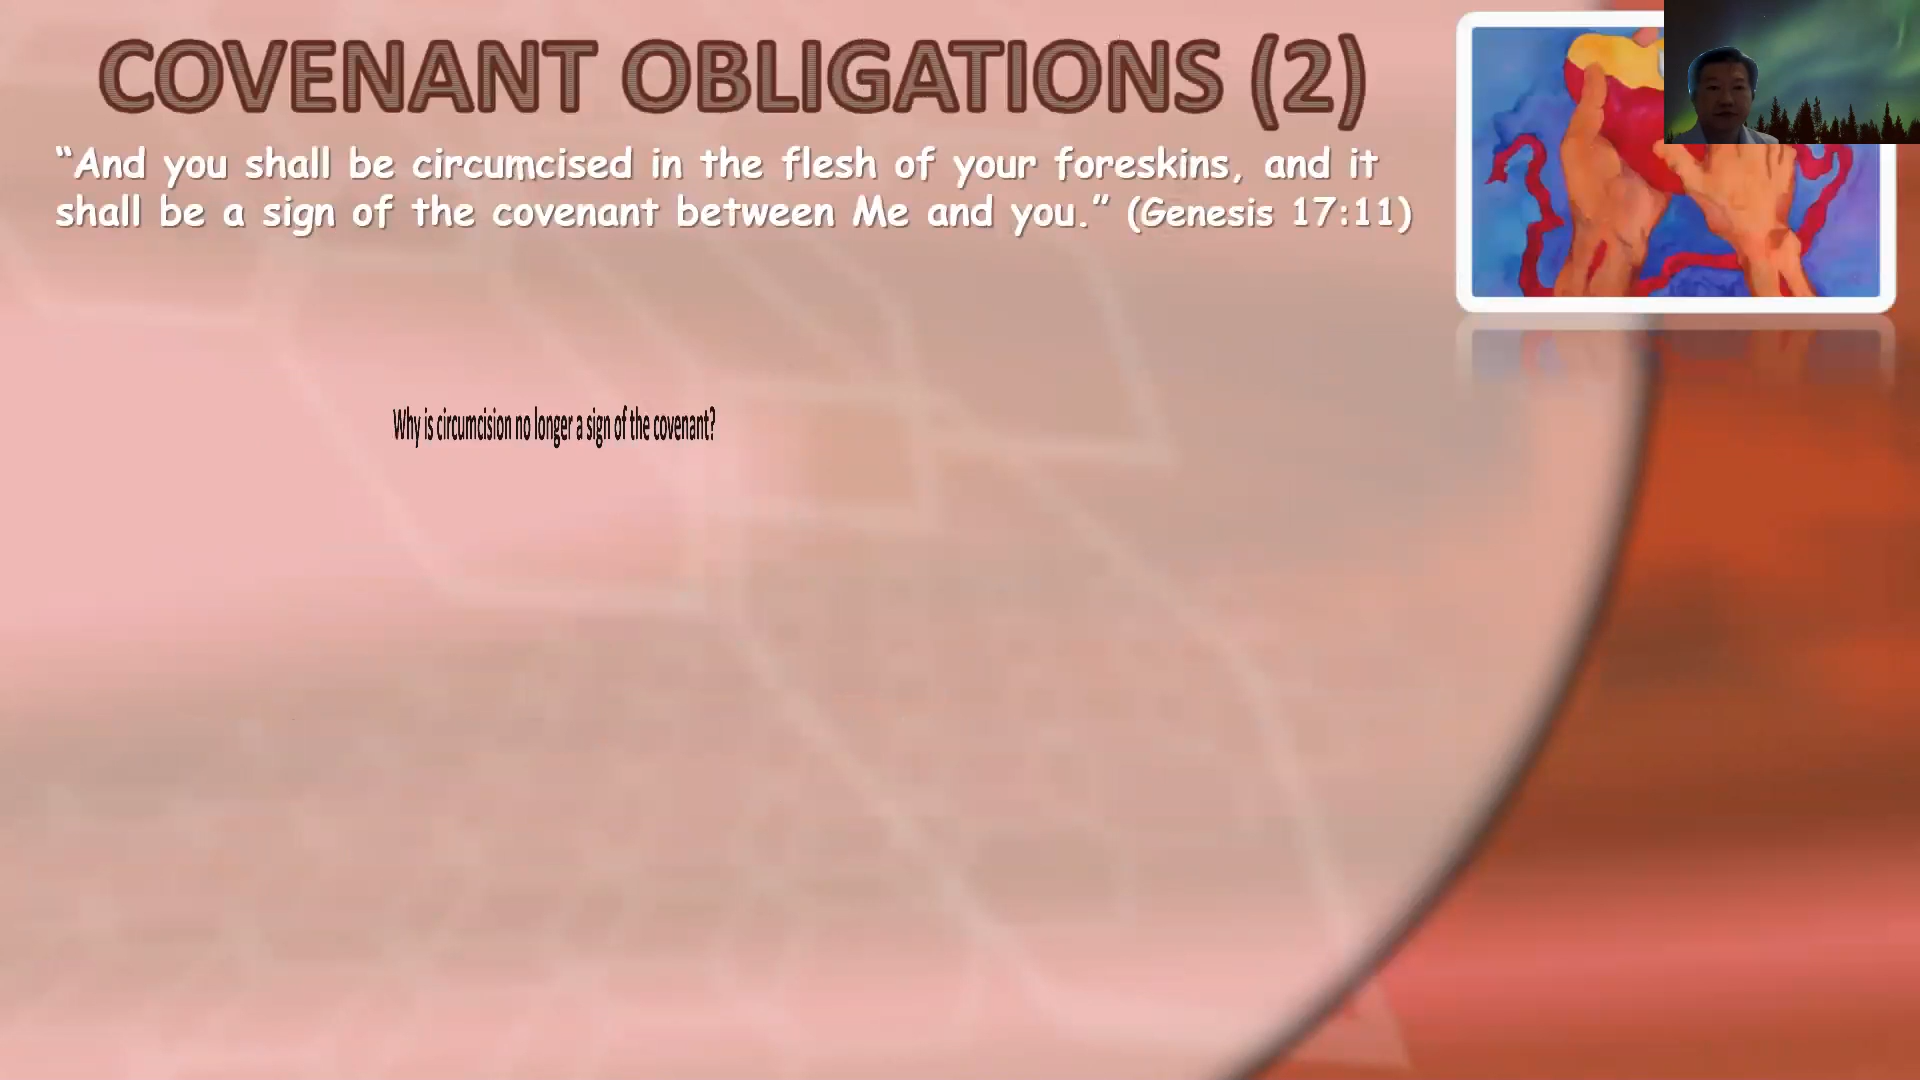 COVENANT OBLIGATIONS (2)
“And you shall be circumcised in the flesh of your foreskins, and it
shall be a sign of the covenant between Me and you.” (Genesis 17:11)
Why is circumcision no longer a sign of the covenant?